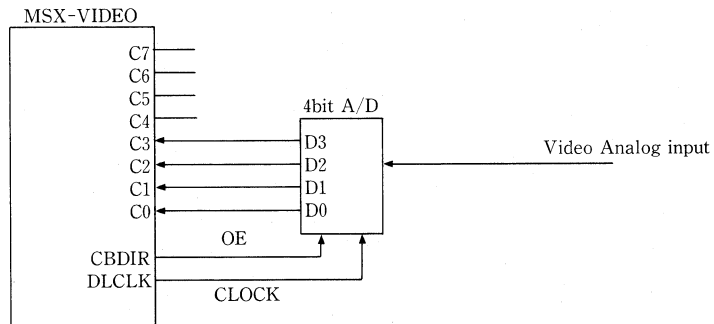 MSX-VIDEO
C7
C6
C5
C4
C3
C2
C1
C0
CBDIR
DLCLK
4bit A/D
D3
D2
D1
D0
Video Analog input
OE
CLOCK